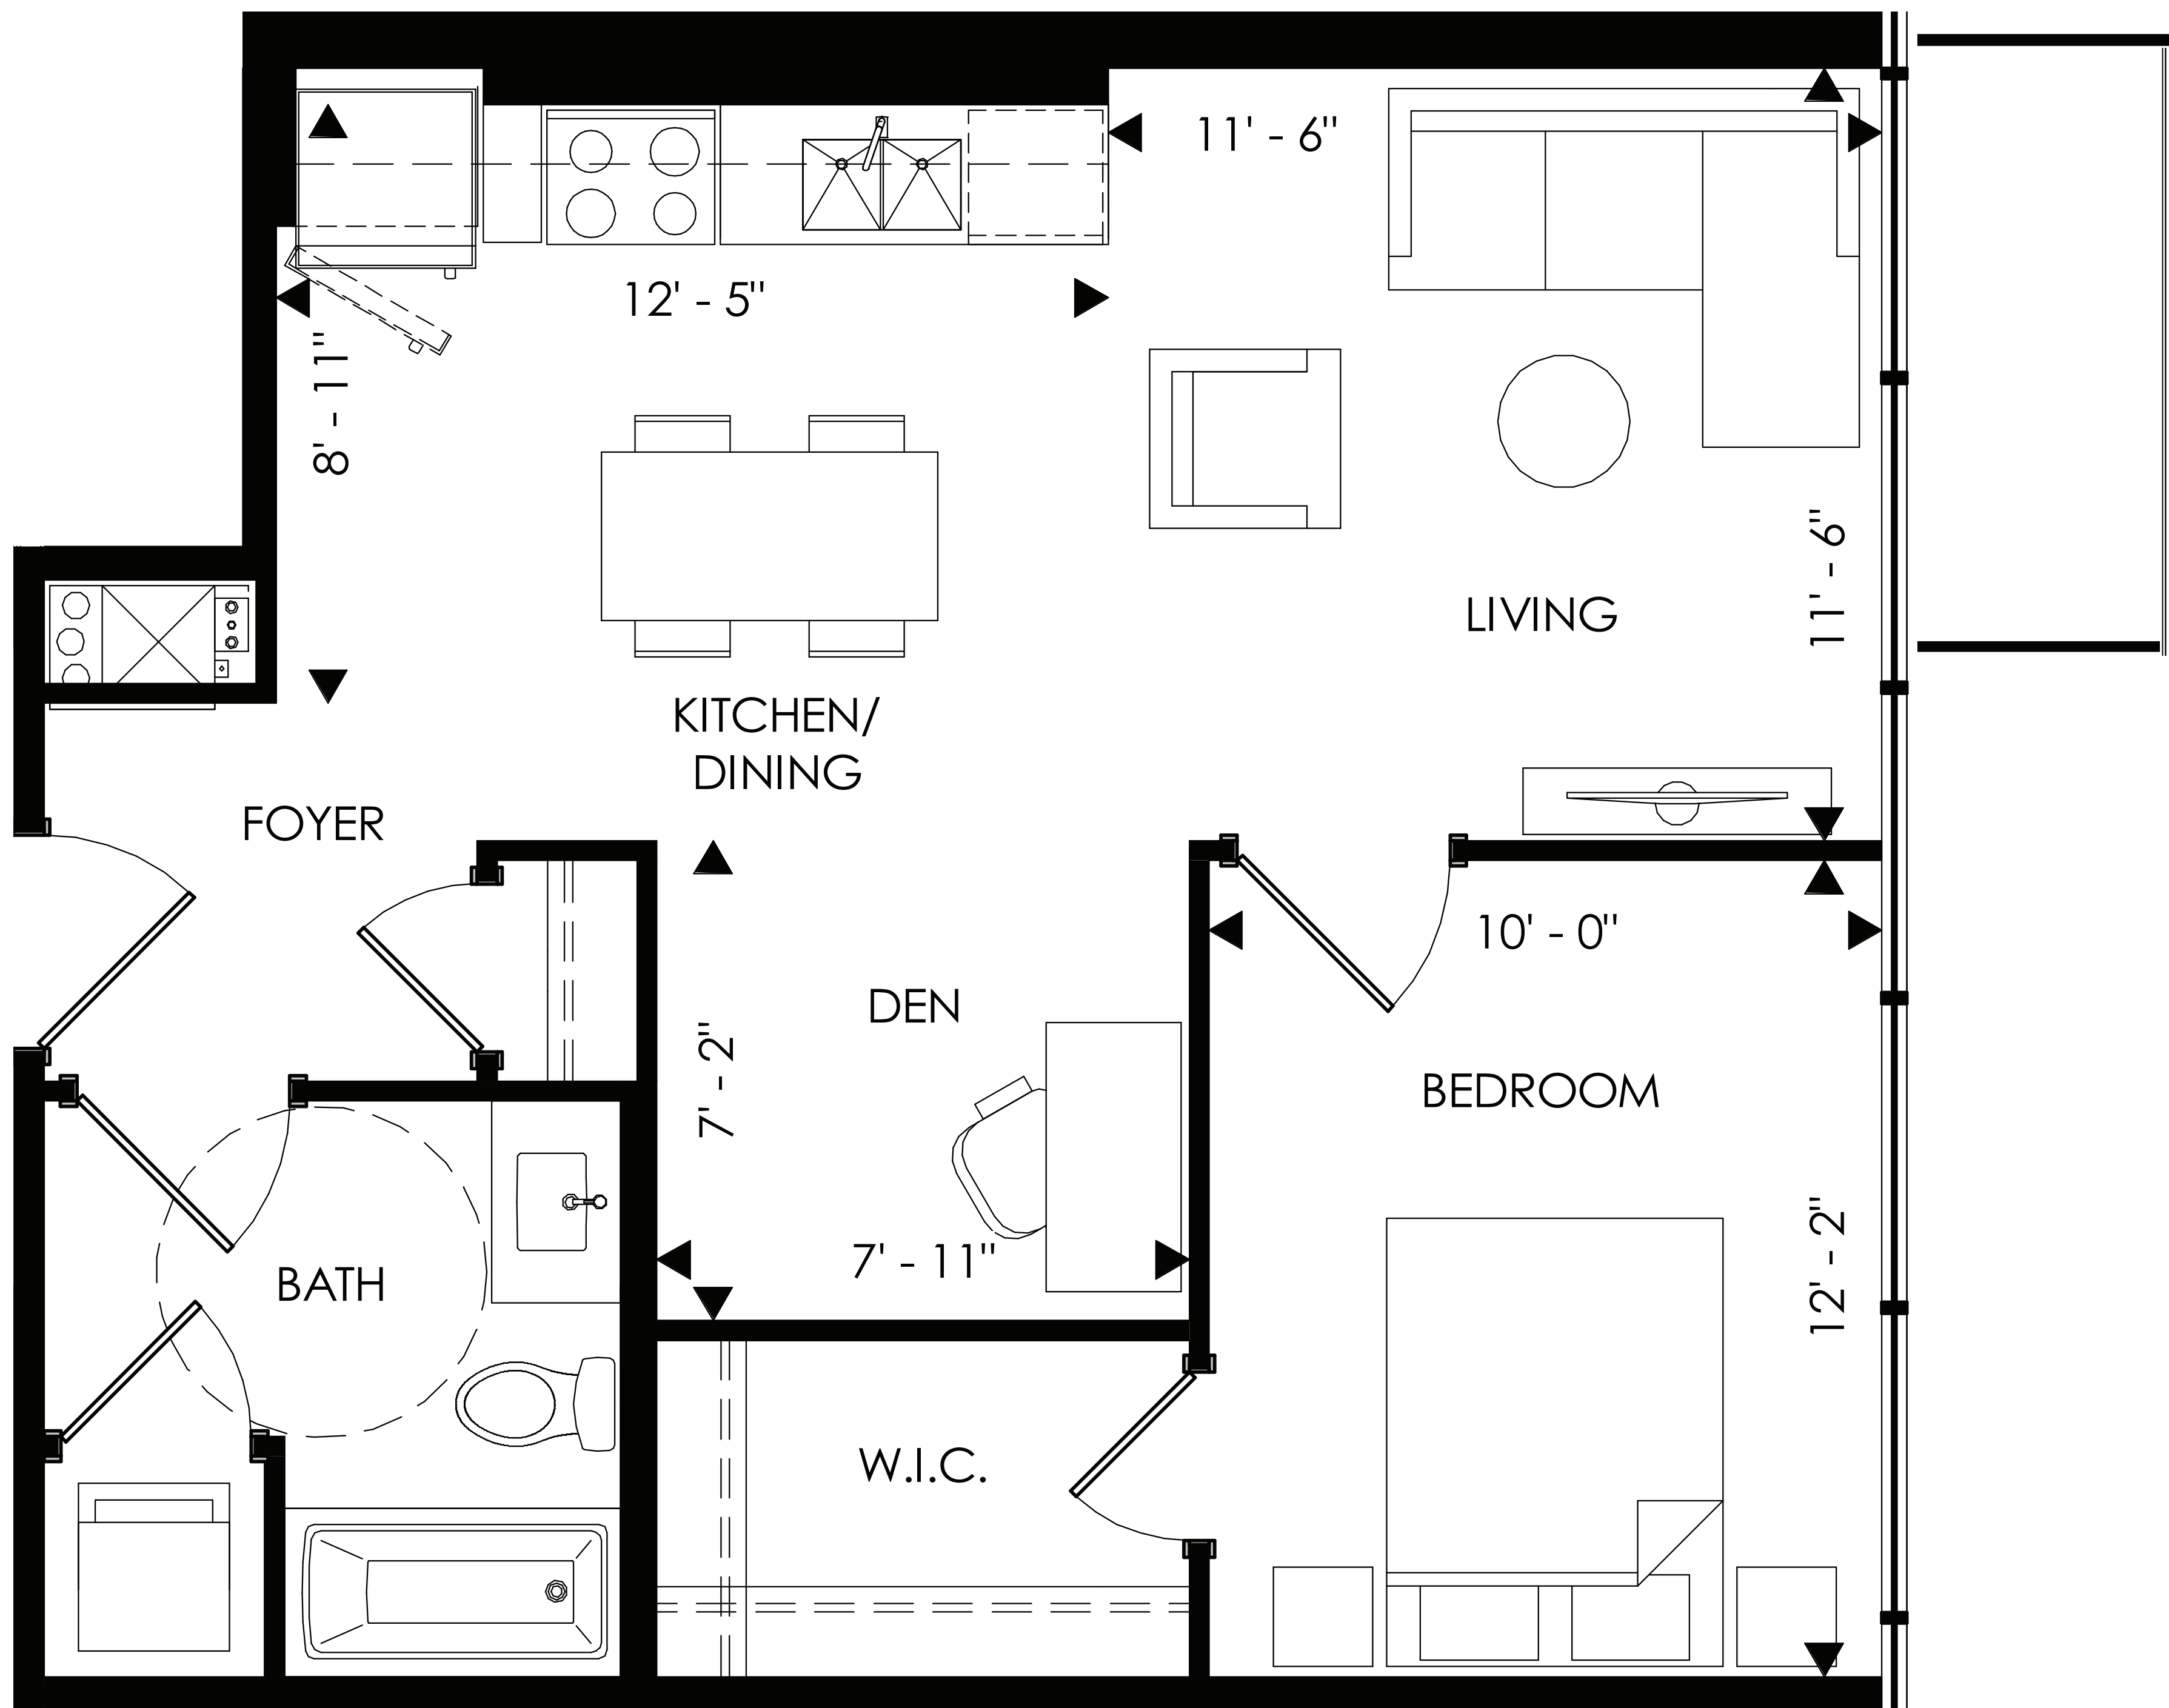 11' - 6"
12' - 5"
8' - 11"
11' - 6"
LIVING
KITCHEN/
DINING
FOYER
10' - 0"
DEN
7' - 2"
BEDROOM
7' - 11"
BATH
12' - 2"
W.I.C.